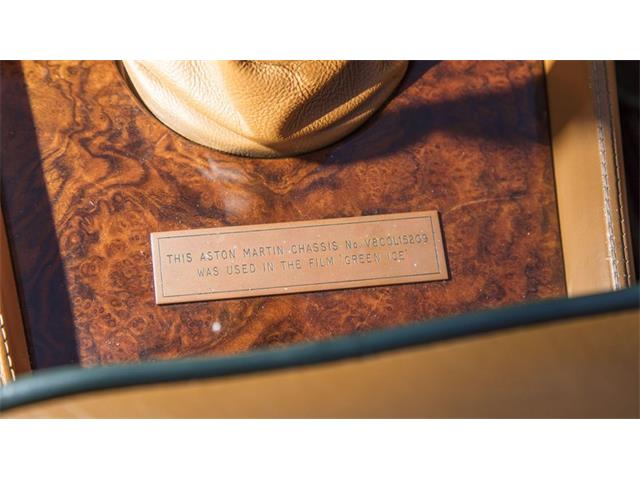 THIS ASTON MARTIN CHASSIS No. V8COL15209
WAS USED IN THE FILM 'GREEN ICE'